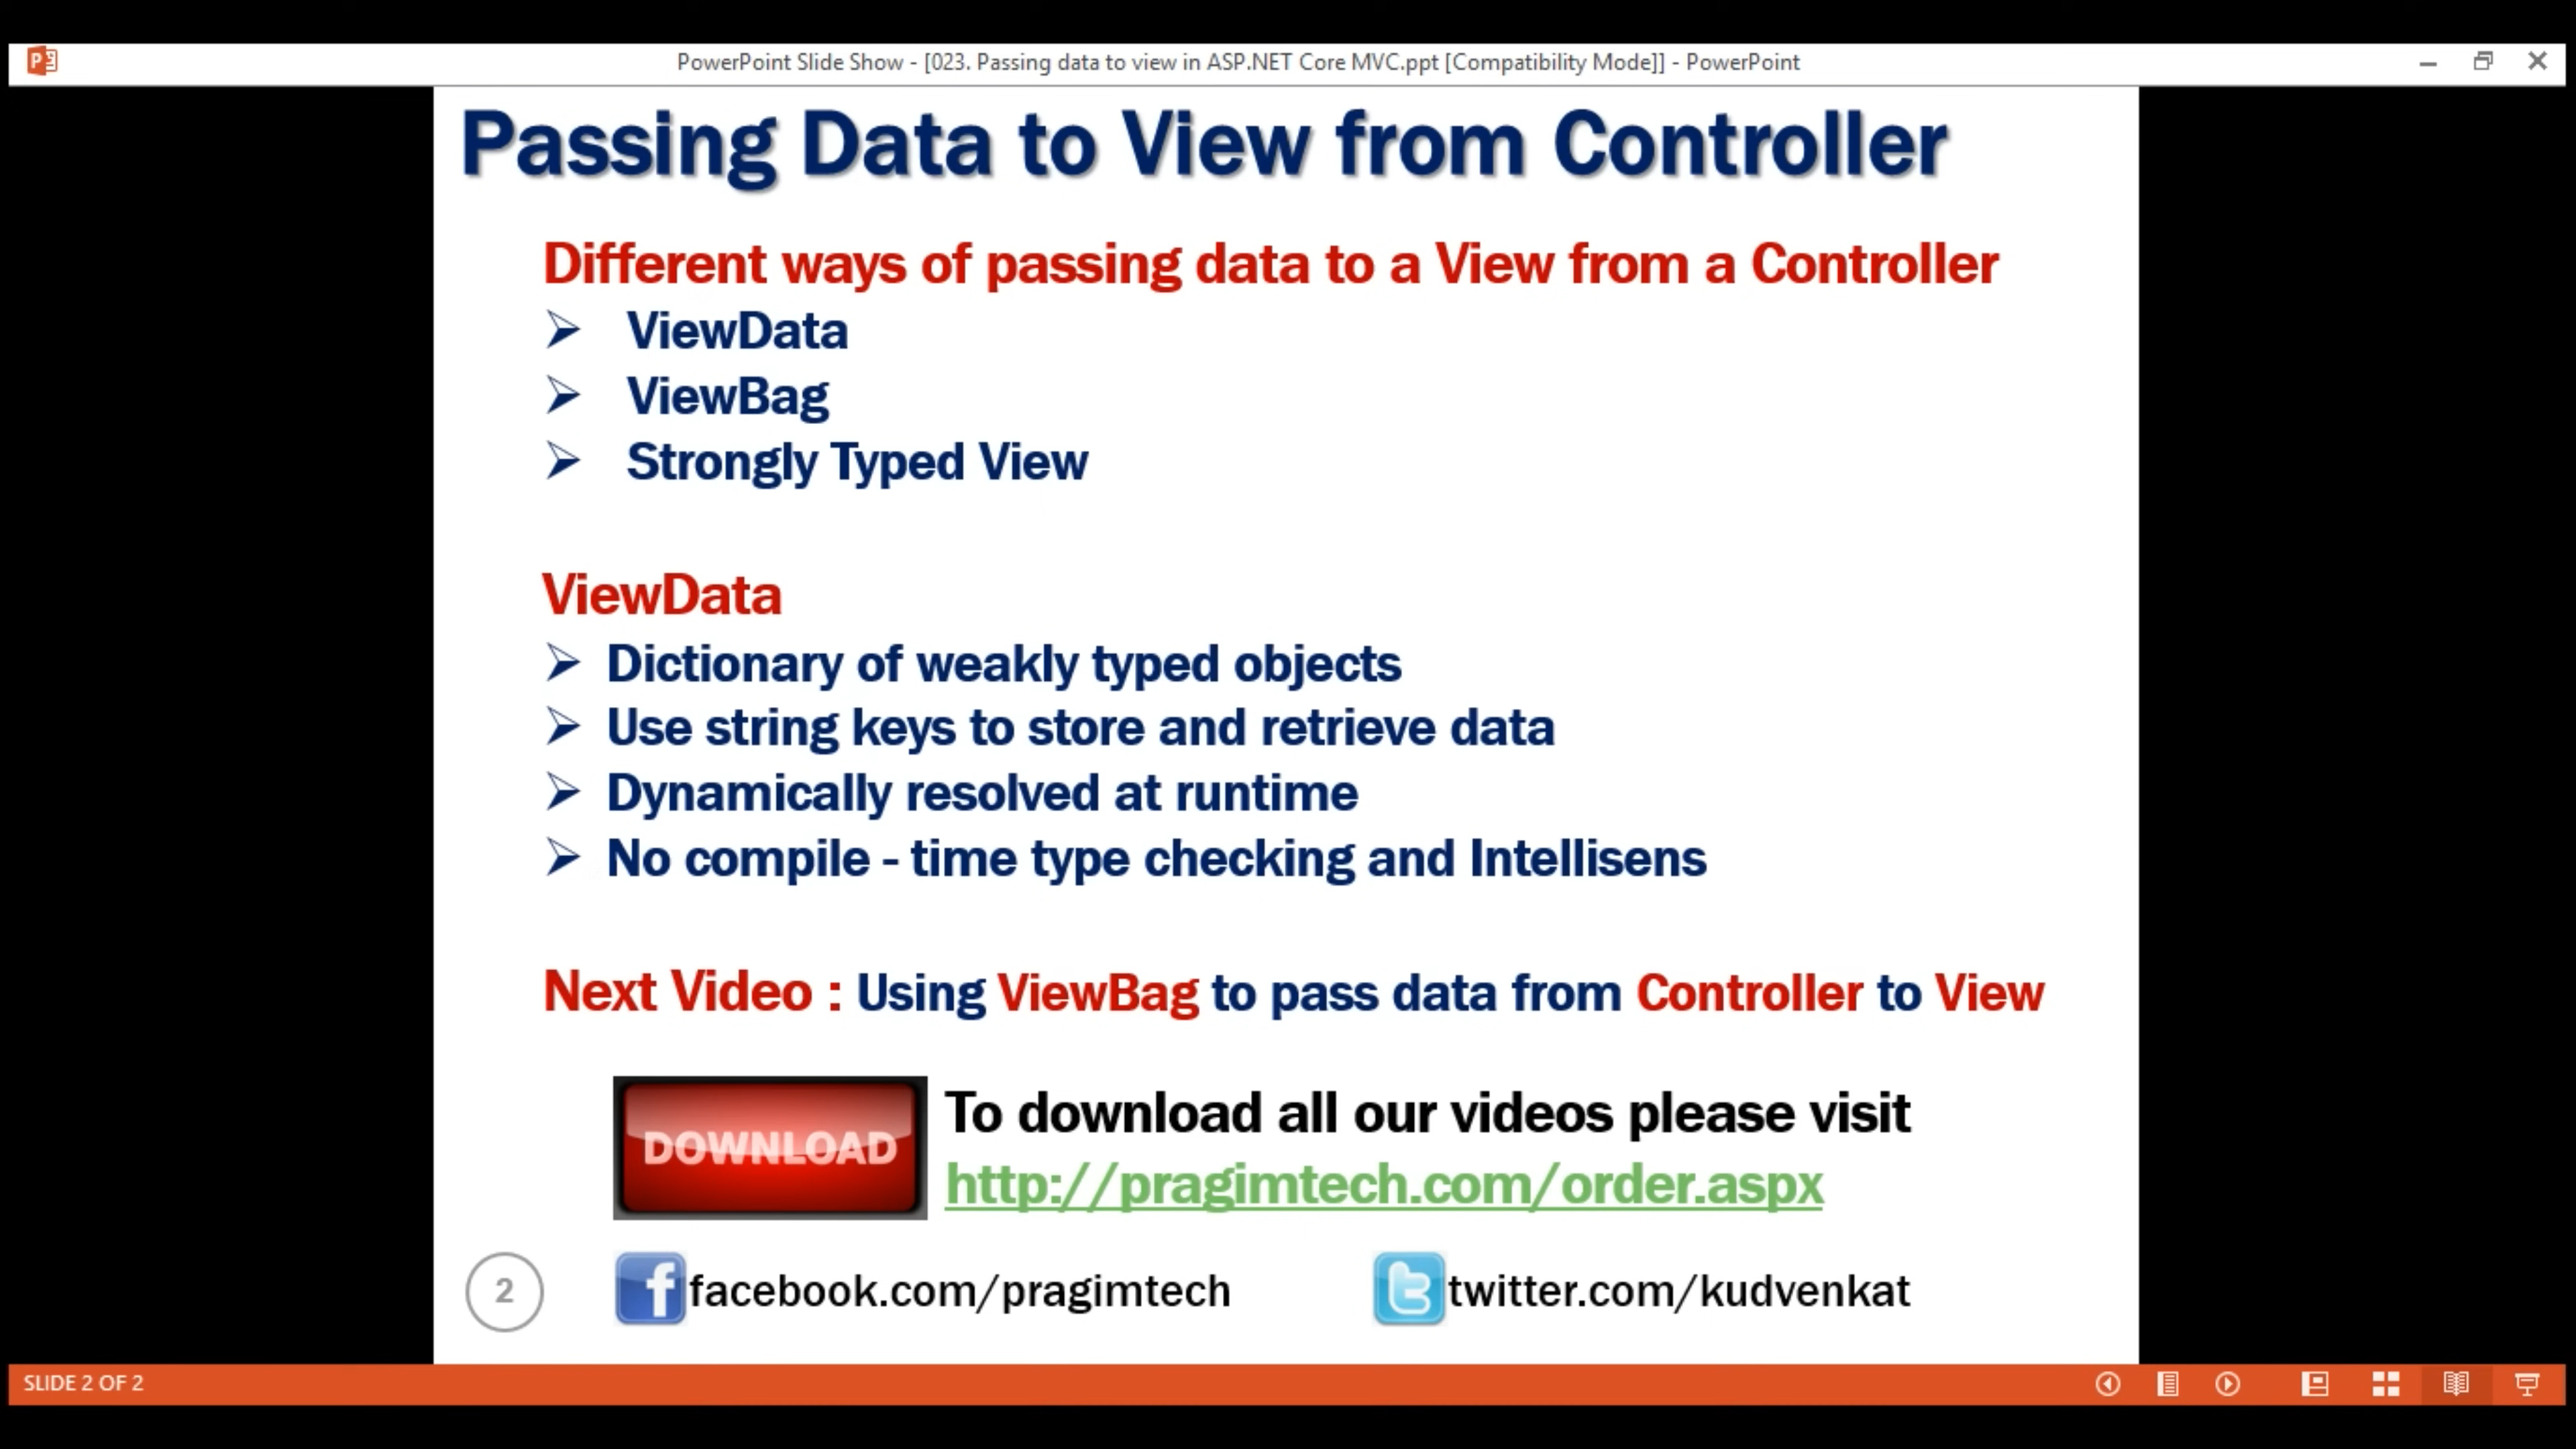 PowerPoint Slide Show - [023. Passing data to view in ASP.NET Core MVC.ppt [Compatibility Mode]] - PowerPoint
Passing Data to View from Controller
Different ways of passing data to a View from a Controller
ViewData
ViewBag
Strongly Typed View
ViewData
Dictionary of weakly typed objects
Use string keys to store and retrieve data
Dynamically resolved at runtime
No compile - time type checking and Intellisens
Next Video : Using ViewBag to pass data from Controller to View
DOWNLOAD
To download all our videos please visit
http://pragimtech.com/order.aspx
2
facebook.com/pragimtech
twitter.com/kudvenkat
SLIDE 2 OF 2